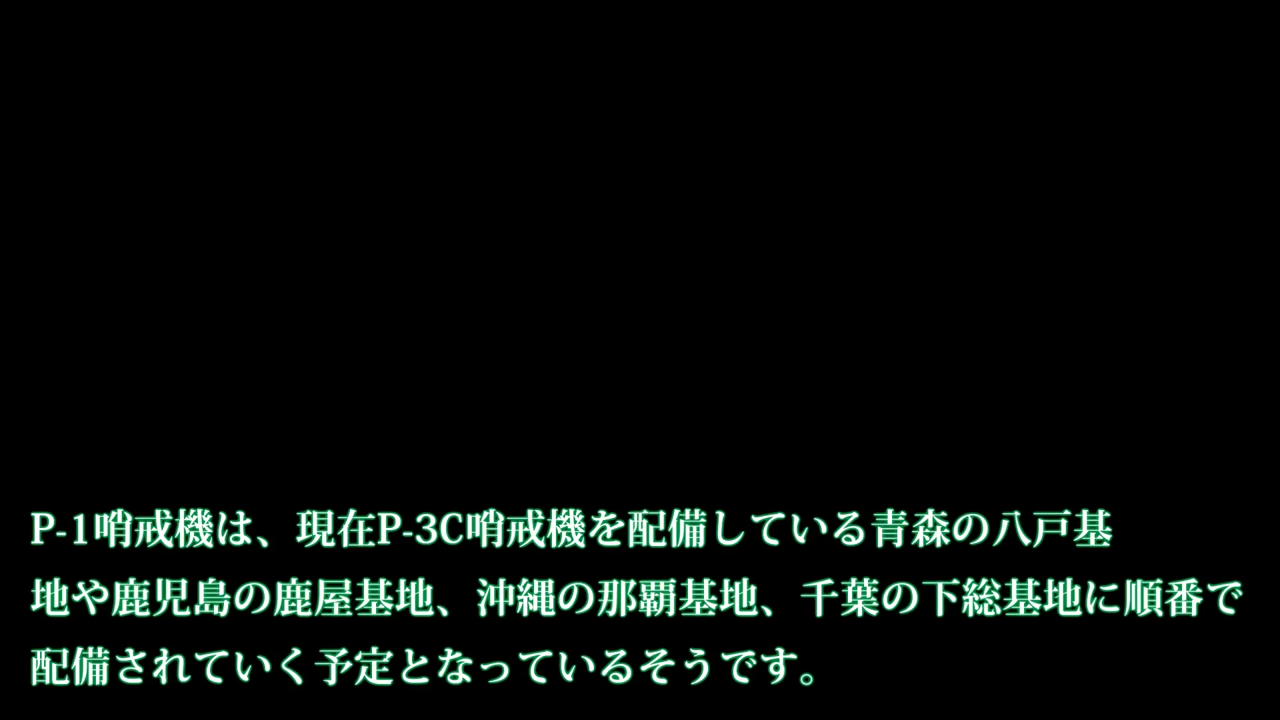 P-1哨戒機は、現在P-3C哨戒機を配備している青森の八戸基
地や鹿児島の鹿屋基地、沖縄の那覇基地、千葉の下総基地に順番で
配備されていく予定となっているそうです。